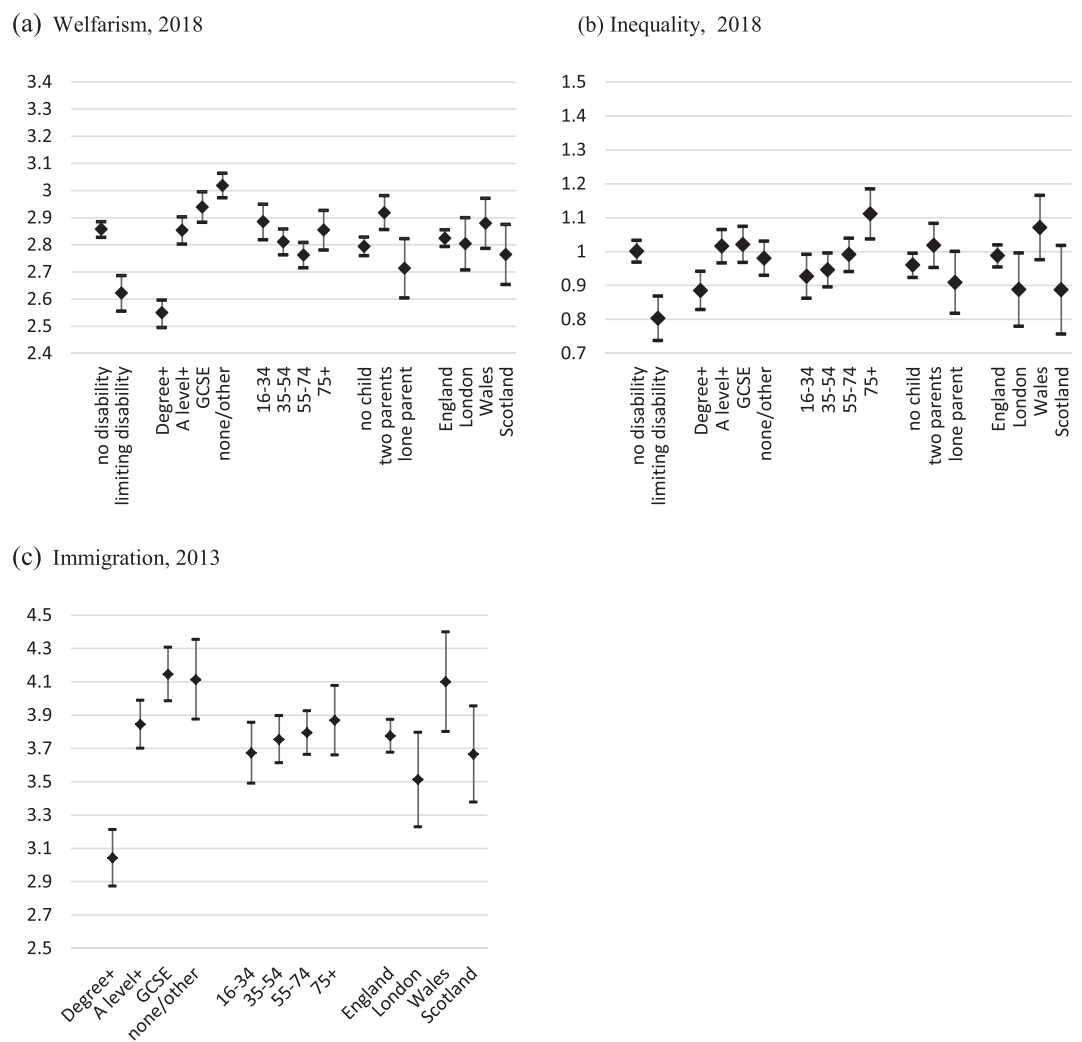 (a) Welfarism, 2018
3.4
3.3
3.2
3.1
3
2.9
2.8
2.7
2.6
2.5
2.4
no disability
limiting disability
Degree+
A level+
GCSE
none/other
16-34
35-54
55-74
75+
no child
two parents
lone parent
England
London
Wales
Scotland
(b) Inequality, 2018
1.5
1.4
1.3
1.2
1.1
1
0.9
0.8
0.7
no disability
limiting disability
Degree+
A level+
GCSE
none/other
16-34
35-54
55-74
75+
no child
two parents
lone parent
England
London
Wales
Scotland
(c) Immigration, 2013
4.5
4.3
4.1
3.9
3.7
3.5
3.3
3.1
2.9
2.7
2.5
Degree+
A level+
GCSE
none/other
16-34
35-54
55-74
75+
England
London
Wales
Scotland